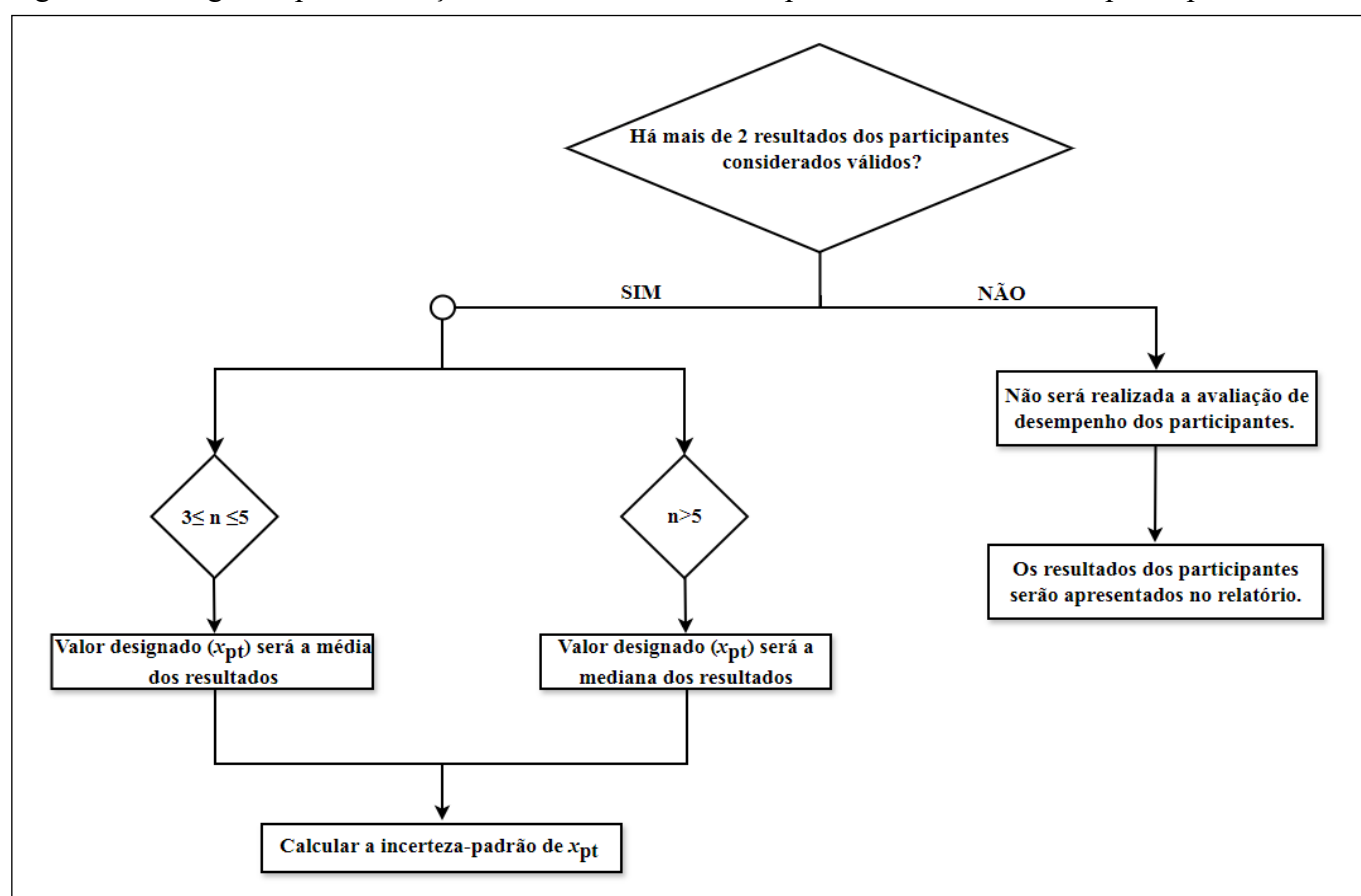 Há mais de 2 resultados dos participantes
considerados válidos?
SIM
NÃO
Não será realizada a avaliação de
desempenho dos participantes.
3≤ n ≤5
n>5
Os resultados dos participantes
serão apresentados no relatório.
Valor designado (xpt) será a média
dos resultados
Valor designado (xpt) será a
mediana dos resultados
Calcular a incerteza-padrão de xpt